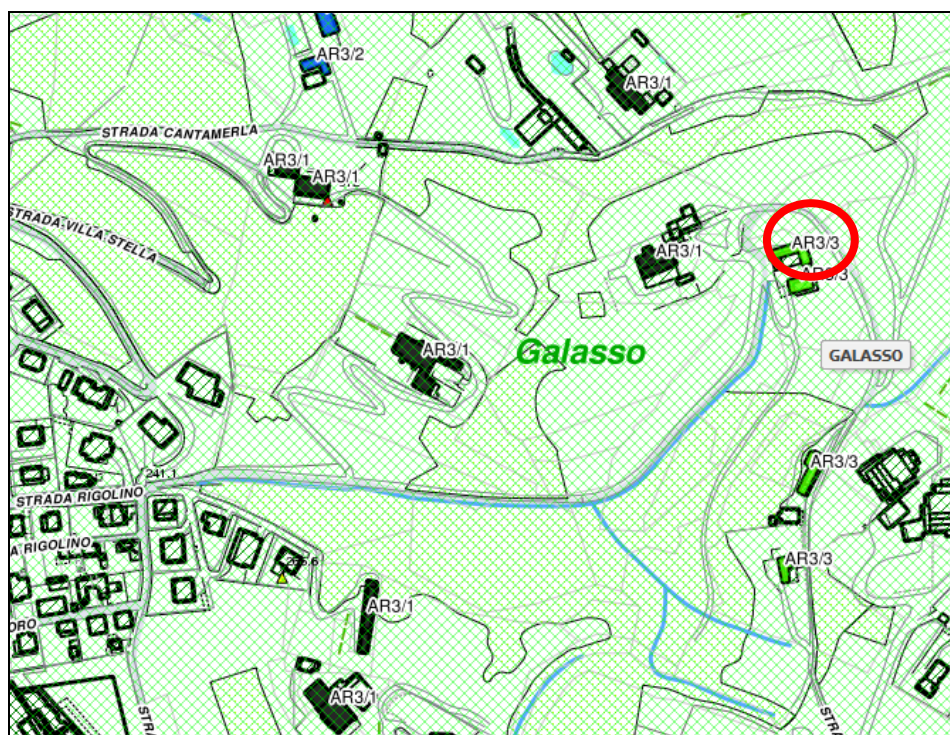 AR3/2
AR3/1
STRADA CANTAMERLA
AR3/1
AR3/1
STRADA VILLA STELLA
AR3/3
AR3/1
AR3/3
AR3/1
Galasso
GALASSO
AR3/3
241.1
STRADA RIGOLINO
RIGOLINO
AR3/3
AR3/1
AR3/1